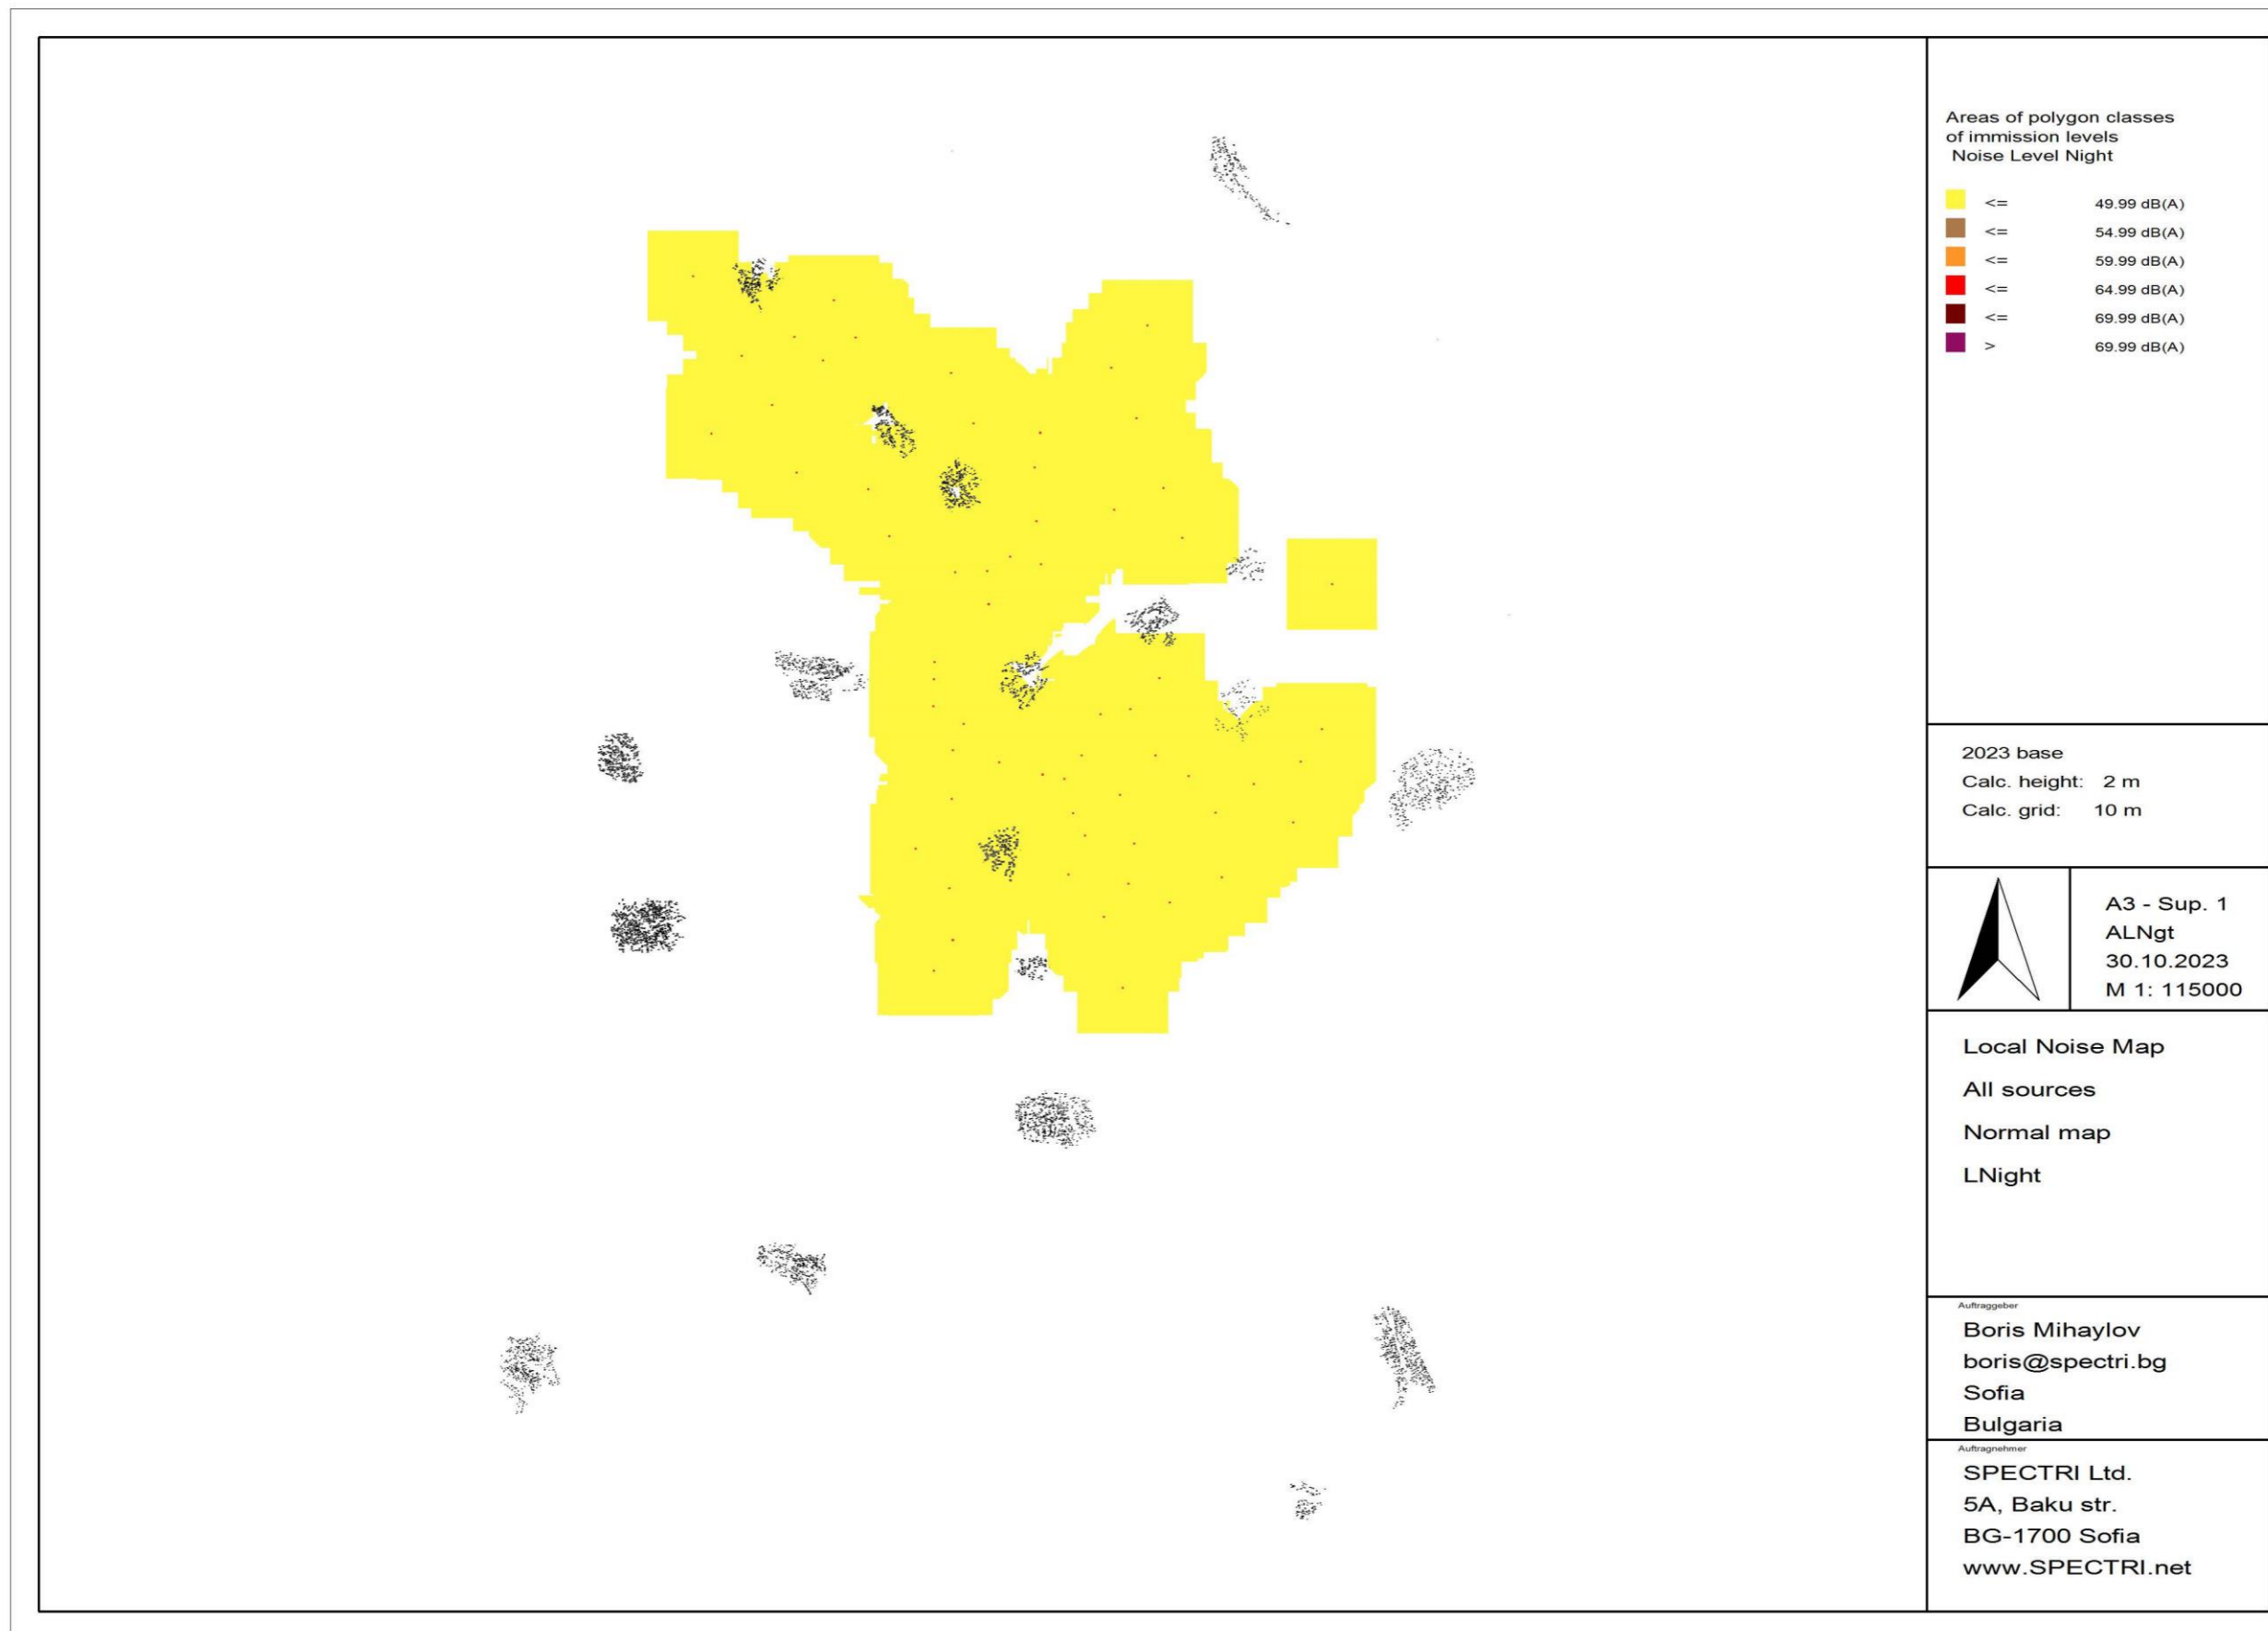 Areas of polygon classes
of immission levels
Noise Level Night
<= 49.99 dB(A)
<= 54.99 dB(A)
<= 59.99 dB(A)
<= 64.99 dB(A)
<= 69.99 dB(A)
> 69.99 dB(A)
2023 base
Calc. height: 2 m
Calc. grid: 10 m
A3 - Sup. 1
ALNgt
30.10.2023
M 1: 115000
Local Noise Map
All sources
Normal map
LNight
Auftraggeber
Boris Mihaylov
boris@spectri.bg
Sofia
Bulgaria
Auftragnehmer
SPECTRI Ltd.
5A, Baku str.
BG-1700 Sofia
www.SPECTRI.net